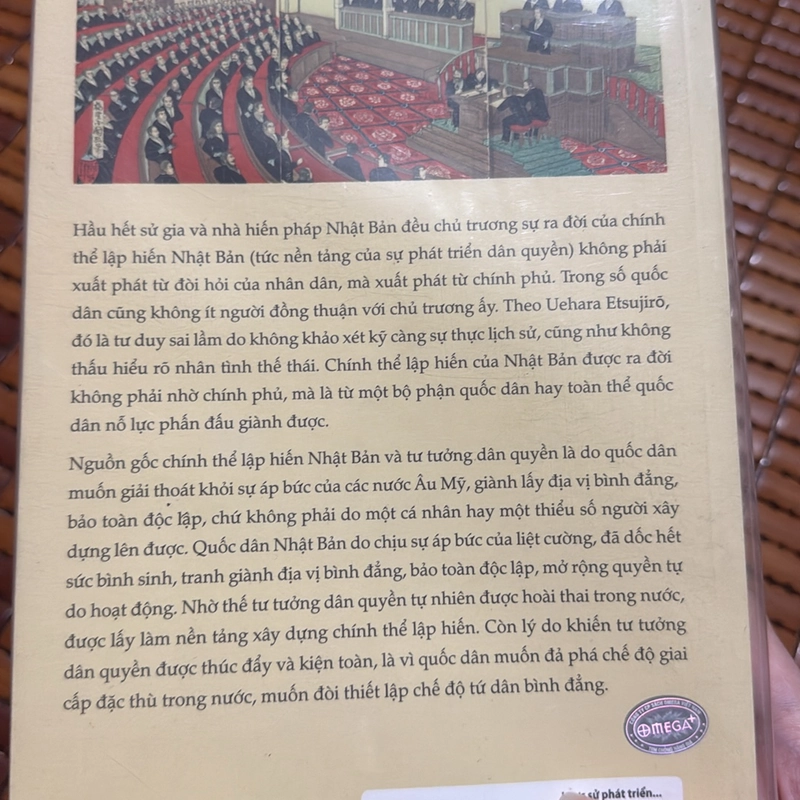 Hầu hết sử gia và nhà hiến pháp Nhật Bản đều chủ trương sự ra đời của chính
thể lập hiến Nhật Bản (tức nền tảng của sự phát triển dân quyền) không phải
xuất phát từ đòi hỏi của nhân dân, mà xuất phát từ chính phủ. Trong số quốc
dân cũng không ít người đồng thuận với chủ trương ấy. Theo Uehara Etsujirō,
đó là tư duy sai lầm do không khảo xét kỹ càng sự thực lịch sử, cũng như không
thấu hiểu rõ nhân tình thế thái. Chính thể lập hiến của Nhật Bản được ra đời
không phải nhờ chính phủ, mà là từ một bộ phận quốc dân hay toàn thể quốc
dân nỗ lực phấn đấu giành được.
Nguồn gốc chính thể lập hiến Nhật Bản và tư tưởng dân quyền là do quốc dân
muốn giải thoát khỏi sự áp bức của các nước Âu Mỹ, giành lấy địa vị bình đẳng,
bảo toàn độc lập, chứ không phải do một cá nhân hay một thiểu số người xây
dựng lên được. Quốc dân Nhật Bản do chịu sự áp bức của liệt cường, đã dốc hết
sức bình sinh, tranh giành địa vị bình đẳng, bảo toàn độc lập, mở rộng quyền tự
do hoạt động. Nhờ thế tư tưởng dân quyền tự nhiên được hoài thai trong nước,
được lấy làm nền tảng xây dựng chính thể lập hiến. Còn lý do khiến tư tưởng
dân quyền được thúc đẩy và kiện toàn, là vì quốc dân muốn đả phá chế độ giai
cấp đặc thù trong nước, muốn đòi thiết lập chế độ tứ dân bình đẳng.
OMEGA+
sử phát triển...